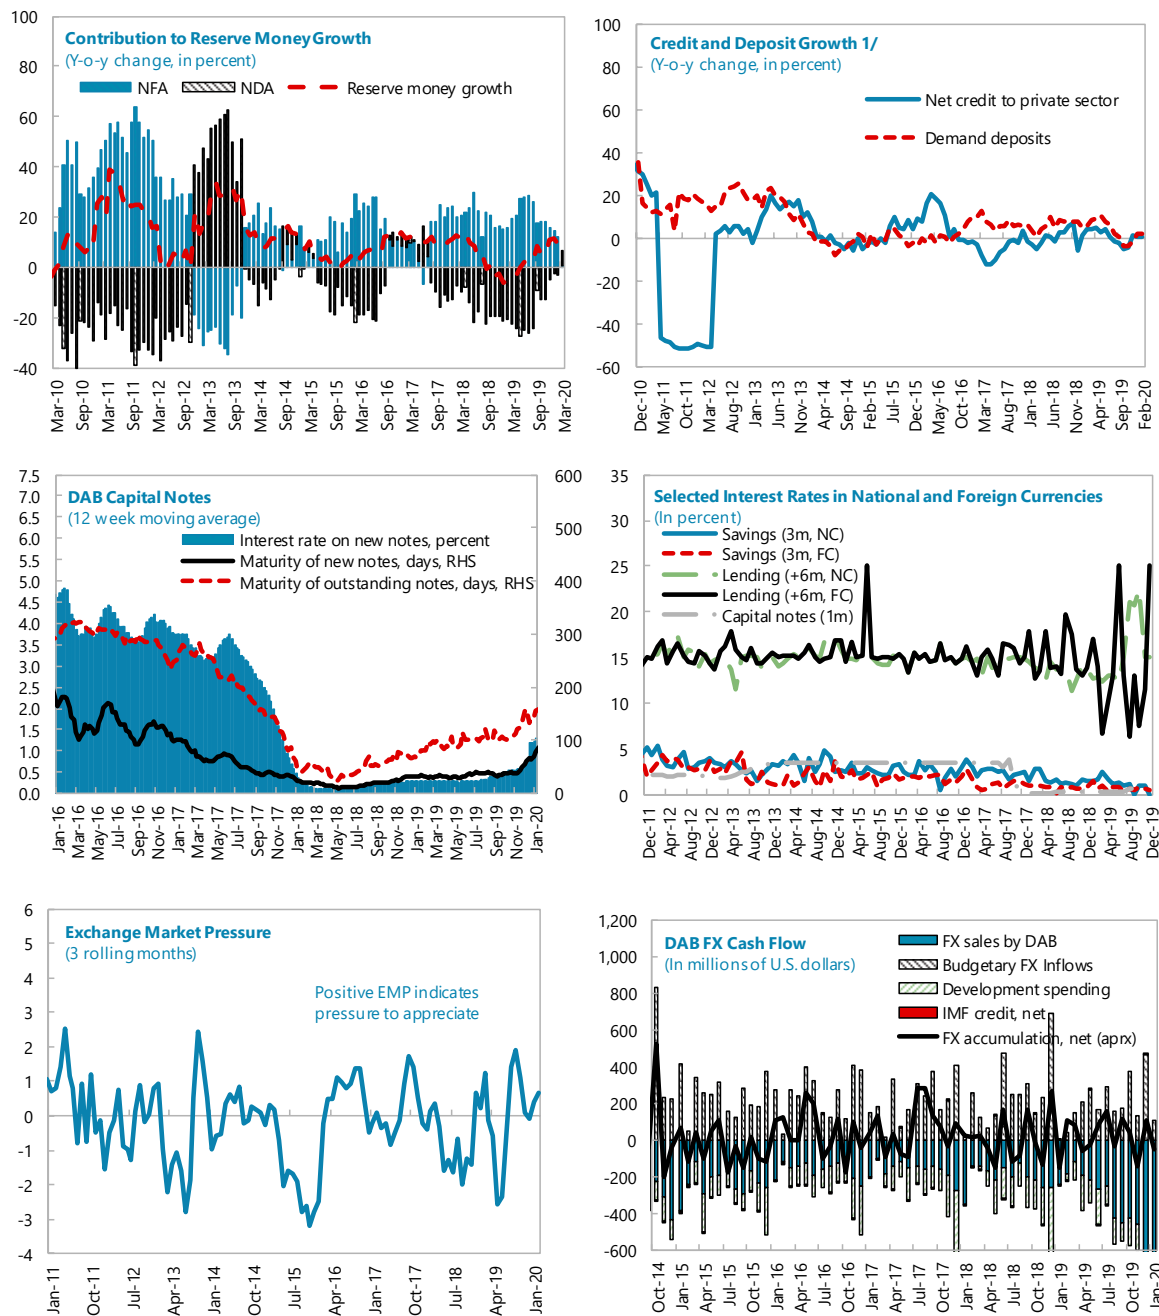 Contribution to Reserve Money Growth
(Y-o-y change, in percent)
NFA
NDA
Reserve money growth
100
80
60
40
20
0
-20
-40
Mar-10
Sep-10
Mar-11
Sep-11
Mar-12
Sep-12
Mar-13
Sep-13
Mar-14
Sep-14
Mar-15
Sep-15
Mar-16
Sep-16
Mar-17
Sep-17
Mar-18
Sep-18
Mar-19
Sep-19
Mar-20
Credit and Deposit Growth 1/
(Y-o-y change, in percent)
Net credit to private sector
Demand deposits
100
80
60
40
20
0
-20
-40
-60
Dec-10
May-11
Oct-11
Mar-12
Aug-12
Jan-13
Jun-13
Nov-13
Apr-14
Sep-14
Feb-15
Jul-15
Dec-15
May-16
Oct-16
Mar-17
Aug-17
Jan-18
Jun-18
Nov-18
Apr-19
Sep-19
Feb-20
DAB Capital Notes
(12 week moving average)
Interest rate on new notes, percent
Maturity of new notes, days, RHS
Maturity of outstanding notes, days, RHS
7.5
7.0
6.5
6.0
5.5
5.0
4.5
4.0
3.5
3.0
2.5
2.0
1.5
1.0
0.5
0.0
600
500
400
300
200
100
0
Jan-16
Mar-16
May-16
Jul-16
Sep-16
Nov-16
Jan-17
Mar-17
May-17
Jul-17
Sep-17
Nov-17
Jan-18
Mar-18
May-18
Jul-18
Sep-18
Nov-18
Jan-19
Mar-19
May-19
Jul-19
Sep-19
Nov-19
Jan-20
Selected Interest Rates in National and Foreign Currencies
(In percent)
Savings (3m, NC)
Savings (3m, FC)
Lending (+6m, NC)
Lending (+6m, FC)
Capital notes (1m)
35
30
25
20
15
10
5
0
Dec-11
Apr-12
Aug-12
Dec-12
Apr-13
Aug-13
Dec-13
Apr-14
Aug-14
Dec-14
Apr-15
Aug-15
Dec-15
Apr-16
Aug-16
Dec-16
Apr-17
Aug-17
Dec-17
Apr-18
Aug-18
Dec-18
Apr-19
Aug-19
Dec-19
Exchange Market Pressure
(3 rolling months)
Positive EMP indicates
pressure to appreciate
6
5
4
3
2
1
0
-1
-2
-3
-4
Jan-11
Oct-11
Jul-12
Apr-13
Jan-14
Oct-14
Jul-15
Apr-16
Jan-17
Oct-17
Jul-18
Apr-19
Jan-20
DAB FX Cash Flow
(In millions of U.S. dollars)
FX sales by DAB
Budgetary FX Inflows
Development spending
IMF credit, net
FX accumulation, net (aprx)
1,200
1,000
800
600
400
200
0
-200
-400
-600
Oct-14
Jan-15
Apr-15
Jul-15
Oct-15
Jan-16
Apr-16
Jul-16
Oct-16
Jan-17
Apr-17
Jul-17
Oct-17
Jan-18
Apr-18
Jul-18
Oct-18
Jan-19
Apr-19
Jul-19
Oct-19
Jan-20